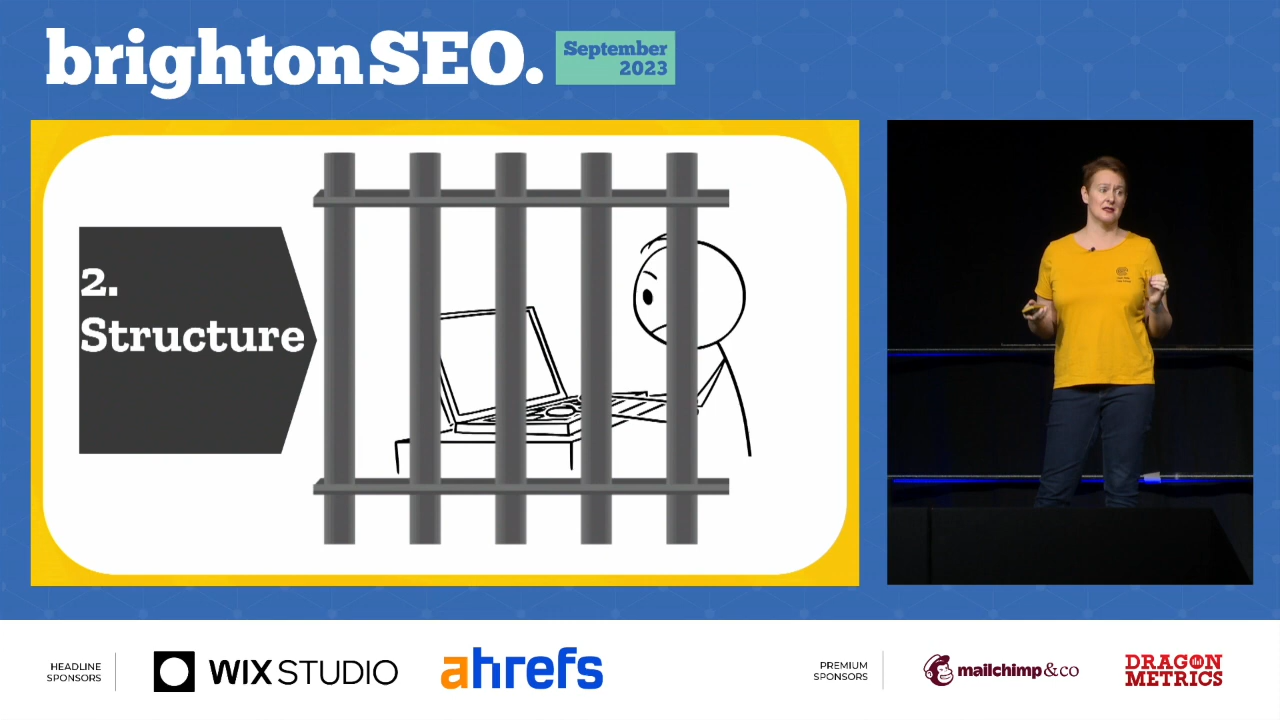 brightonSEO.
September
2023
2.
Structure
HEADLINE
SPONSORS
WIX STUDIO
ahrefs
PREMIUM
SPONSORS
mailchimp&co
DRAGON
METRICS